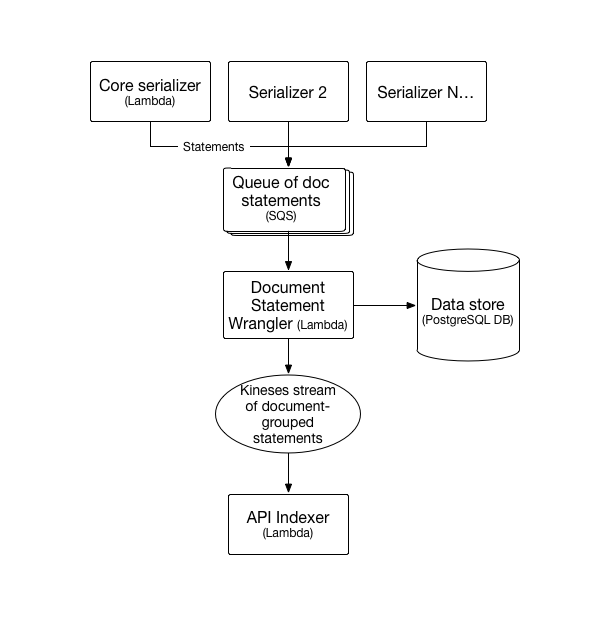 Core serializer
(Lambda)
Serializer 2
Serializer N...
Statements
Queue of doc
statements
(SQS)
Document
Statement
Wrangler (Lambda)
Data store
(PostgreSQL DB)
Kineses stream
of document-
grouped
statements
API Indexer
(Lambda)